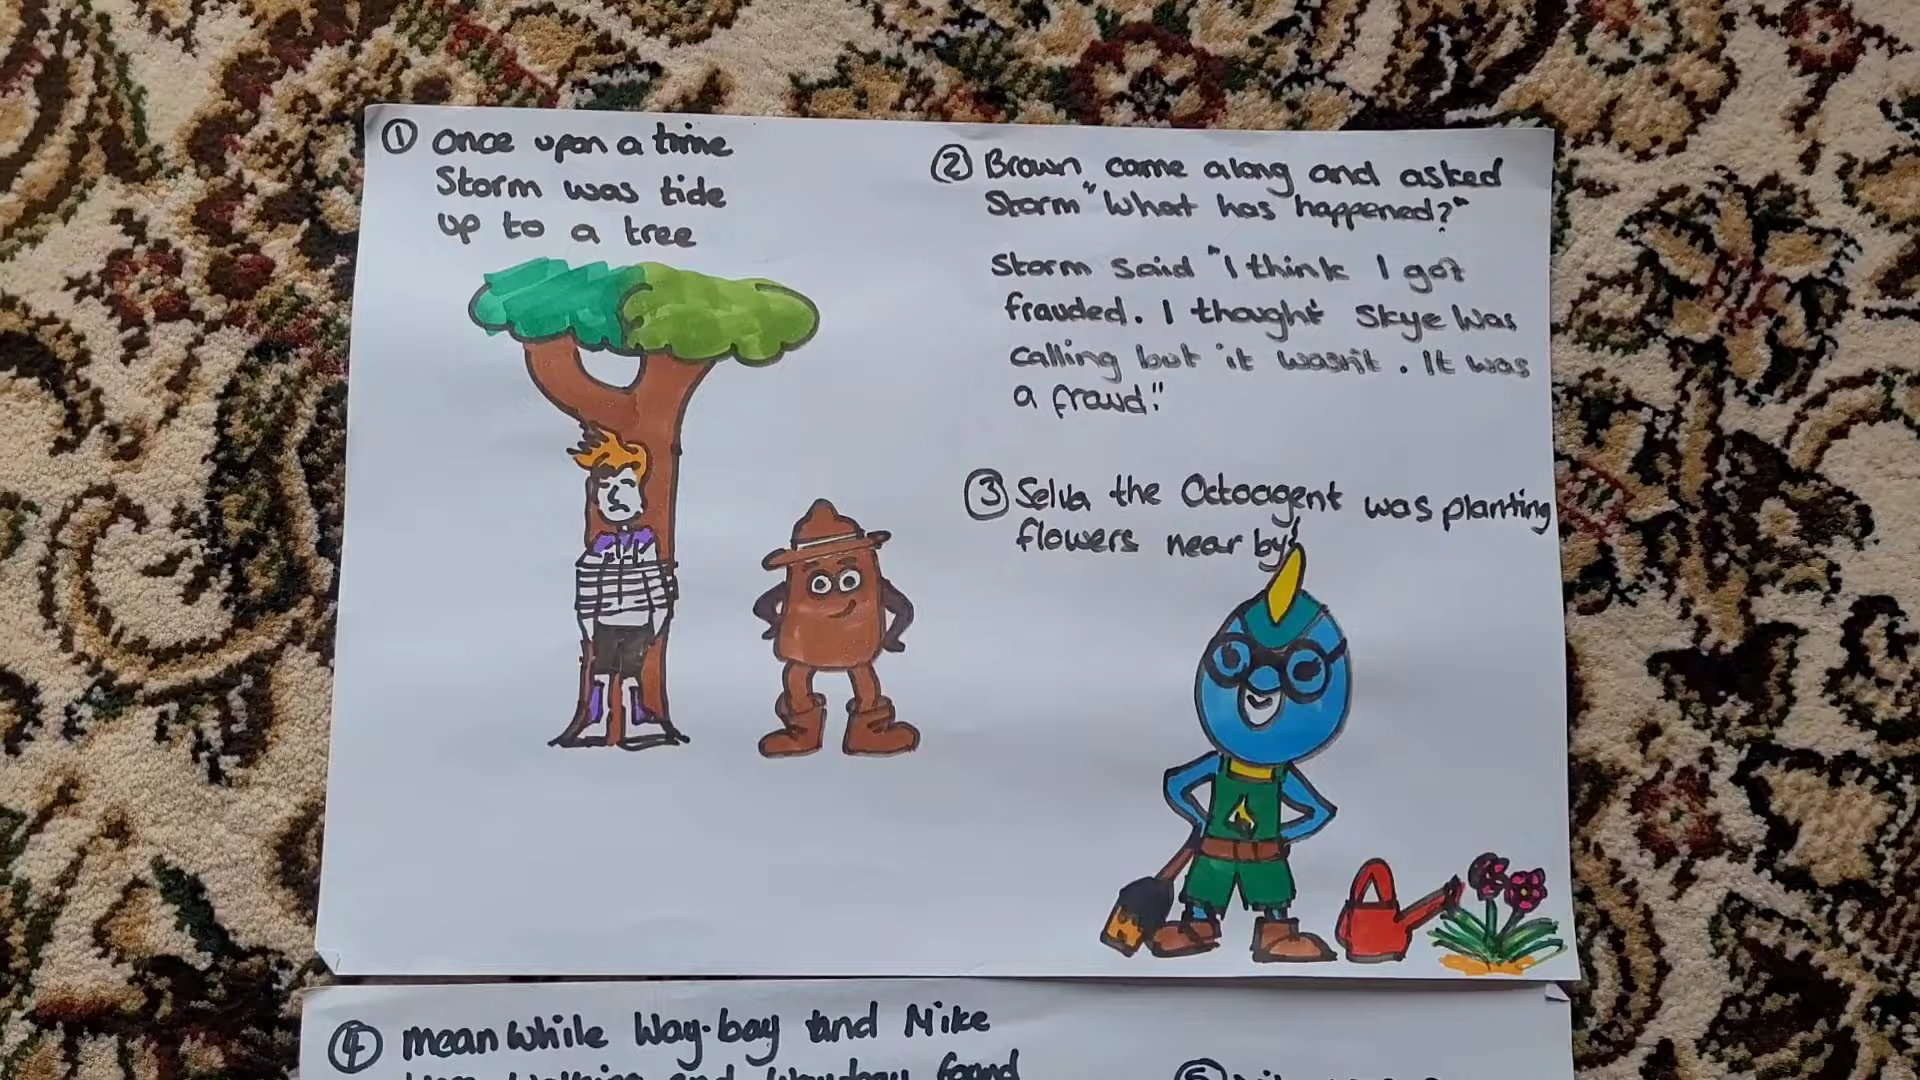 ① once upon a time
Storm was tide
up to a tree
② Brown came along and asked
Storm "What has happened?"
Storm said "I think I got
frauded. I thought Skye was
calling but it wasn't. It was
a fraud."
③ Selva the Octoagent was planting
flowers near by!
④ mean while Way-bay and Mike
found
⑤